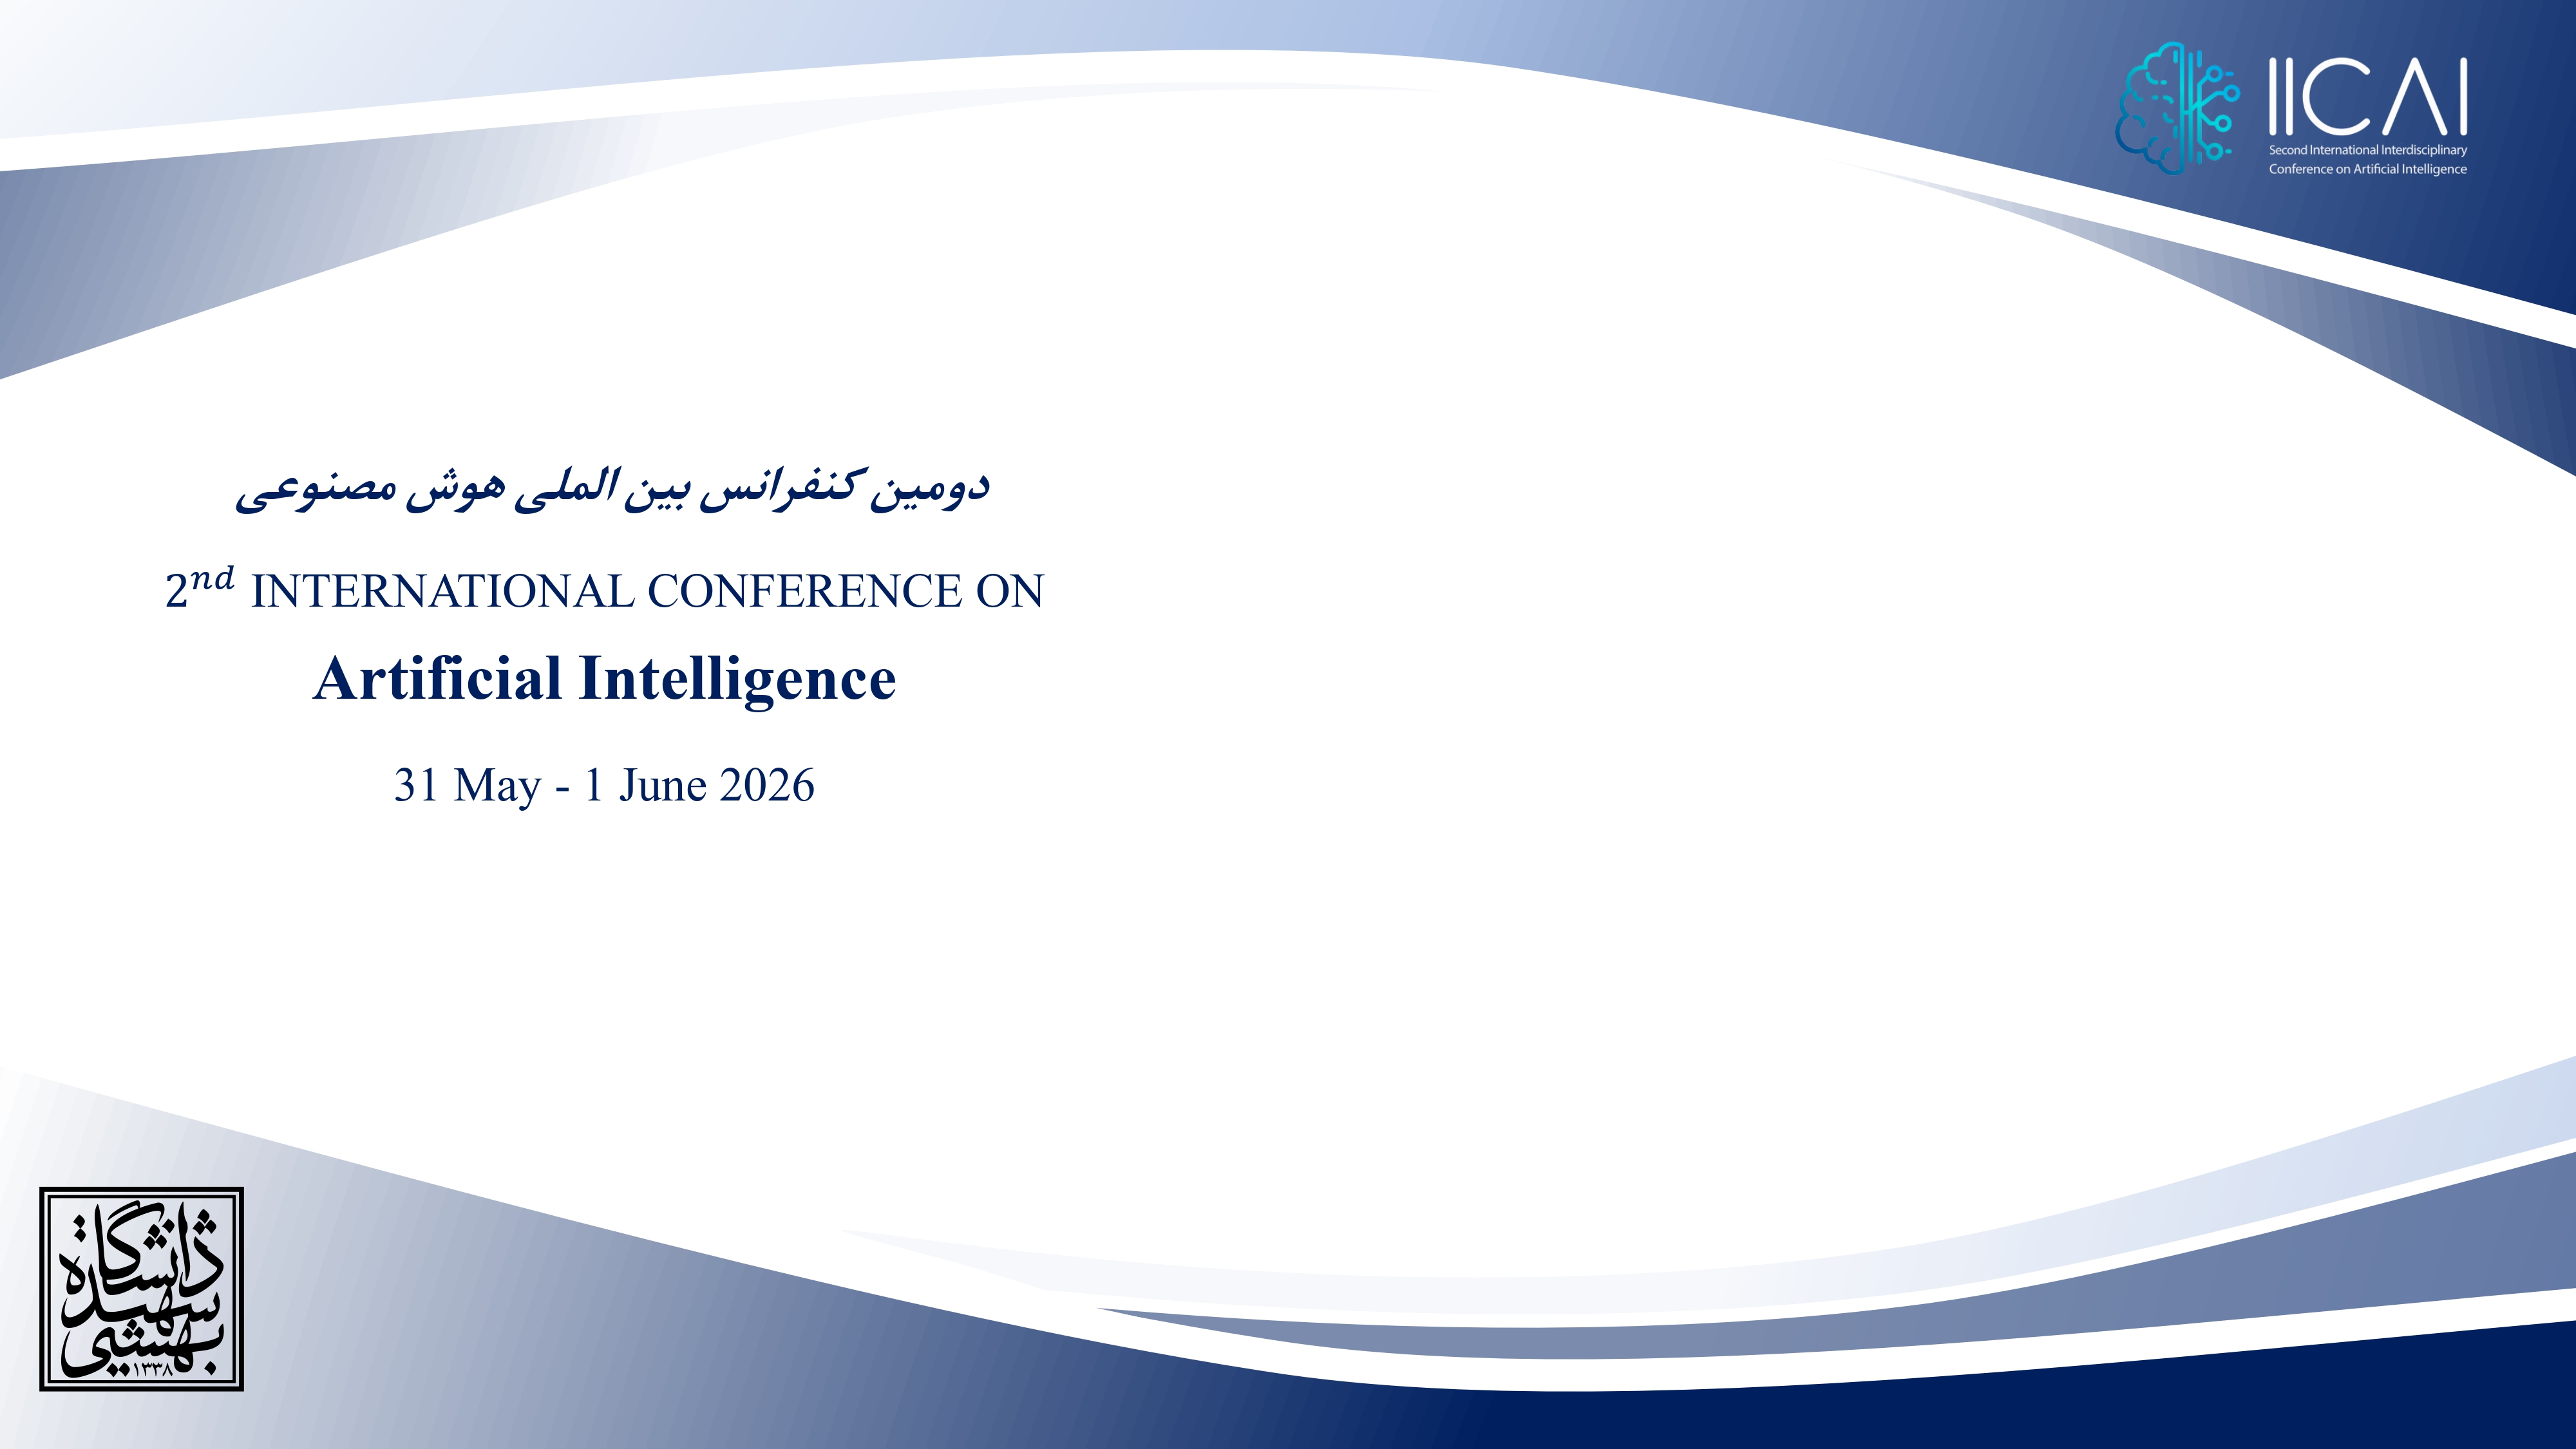 IICAI
Second International Interdisciplinary
Conference on Artificial Intelligence
دومین کنفرانس بین المللی هوش مصنوعی
2nd INTERNATIONAL CONFERENCE ON
Artificial Intelligence
31 May - 1 June 2026
دانشگاه
شهید
بهشتی
۱۳۳۸